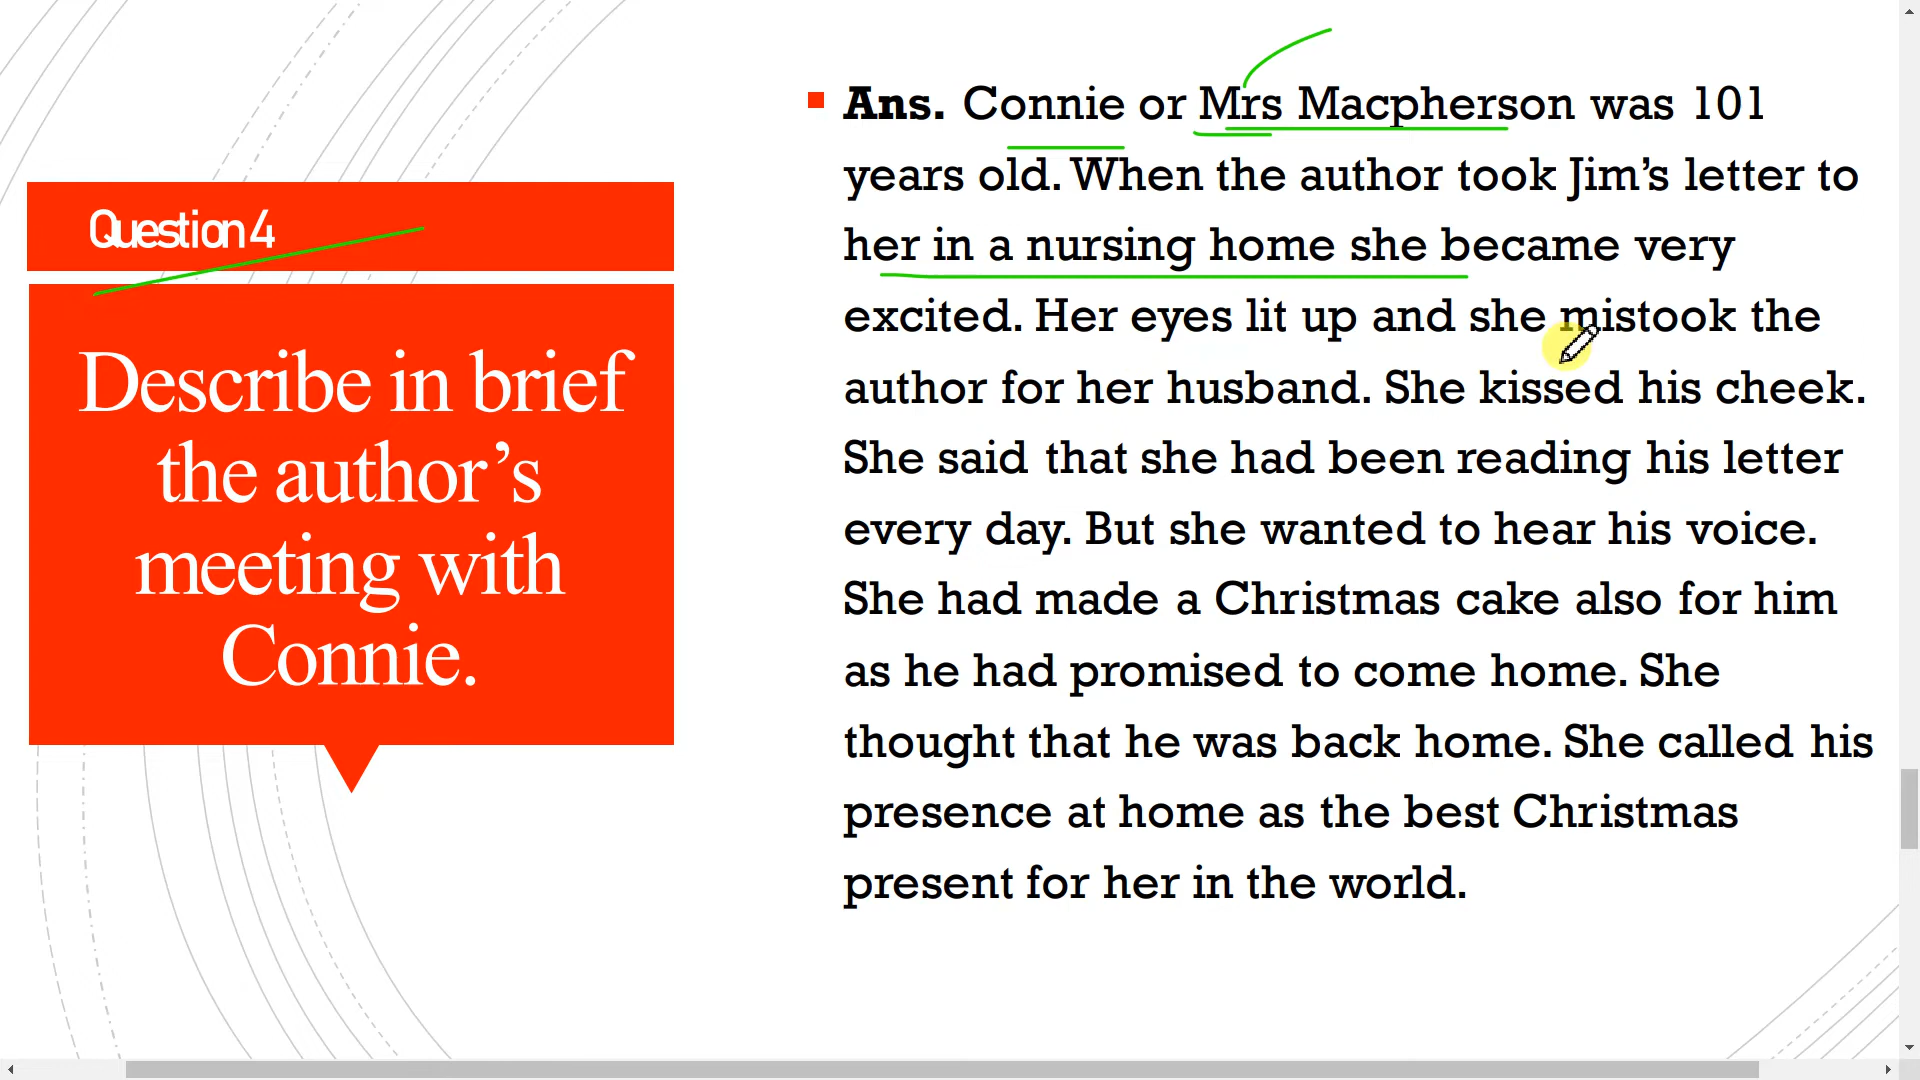 Question 4
Describe in brief
the author’s
meeting with
Connie.
Ans. Connie or Mrs Macpherson was 101
years old. When the author took Jim’s letter to
her in a nursing home she became very
excited. Her eyes lit up and she mistook the
author for her husband. She kissed his cheek.
She said that she had been reading his letter
every day. But she wanted to hear his voice.
She had made a Christmas cake also for him
as he had promised to come home. She
thought that he was back home. She called his
presence at home as the best Christmas
present for her in the world.